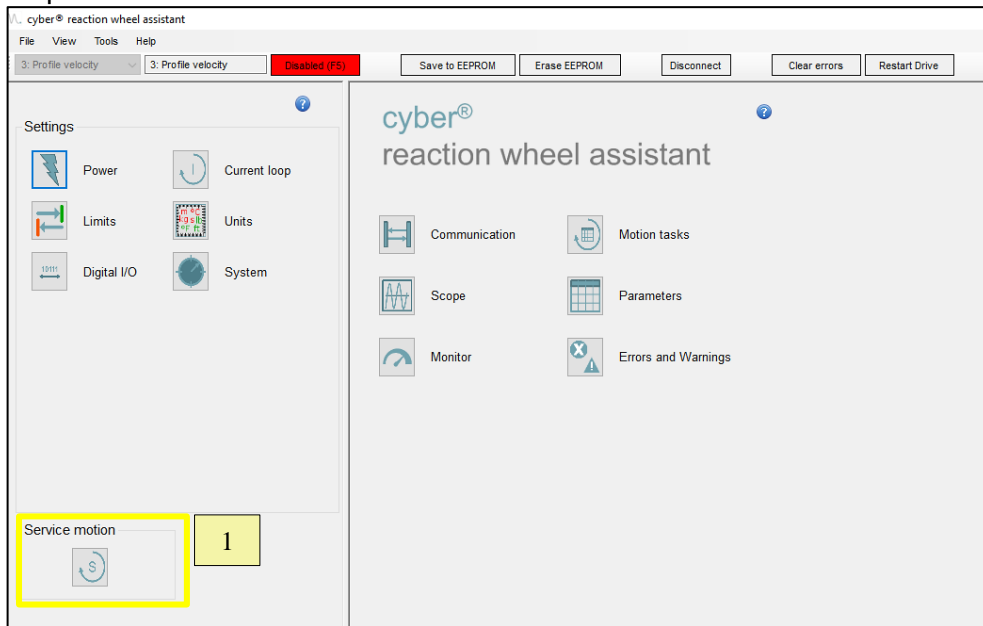 cyber® reaction wheel assistant
File View Tools Help
3: Profile velocity 3: Profile velocity Disabled (F5) Save to EEPROM Erase EEPROM Disconnect Clear errors Restart Drive
Settings
Power Current loop
Limits Units
Digital I/O System
Service motion
S
1
cyber®
reaction wheel assistant
Communication Motion tasks
Scope Parameters
Monitor Errors and Warnings